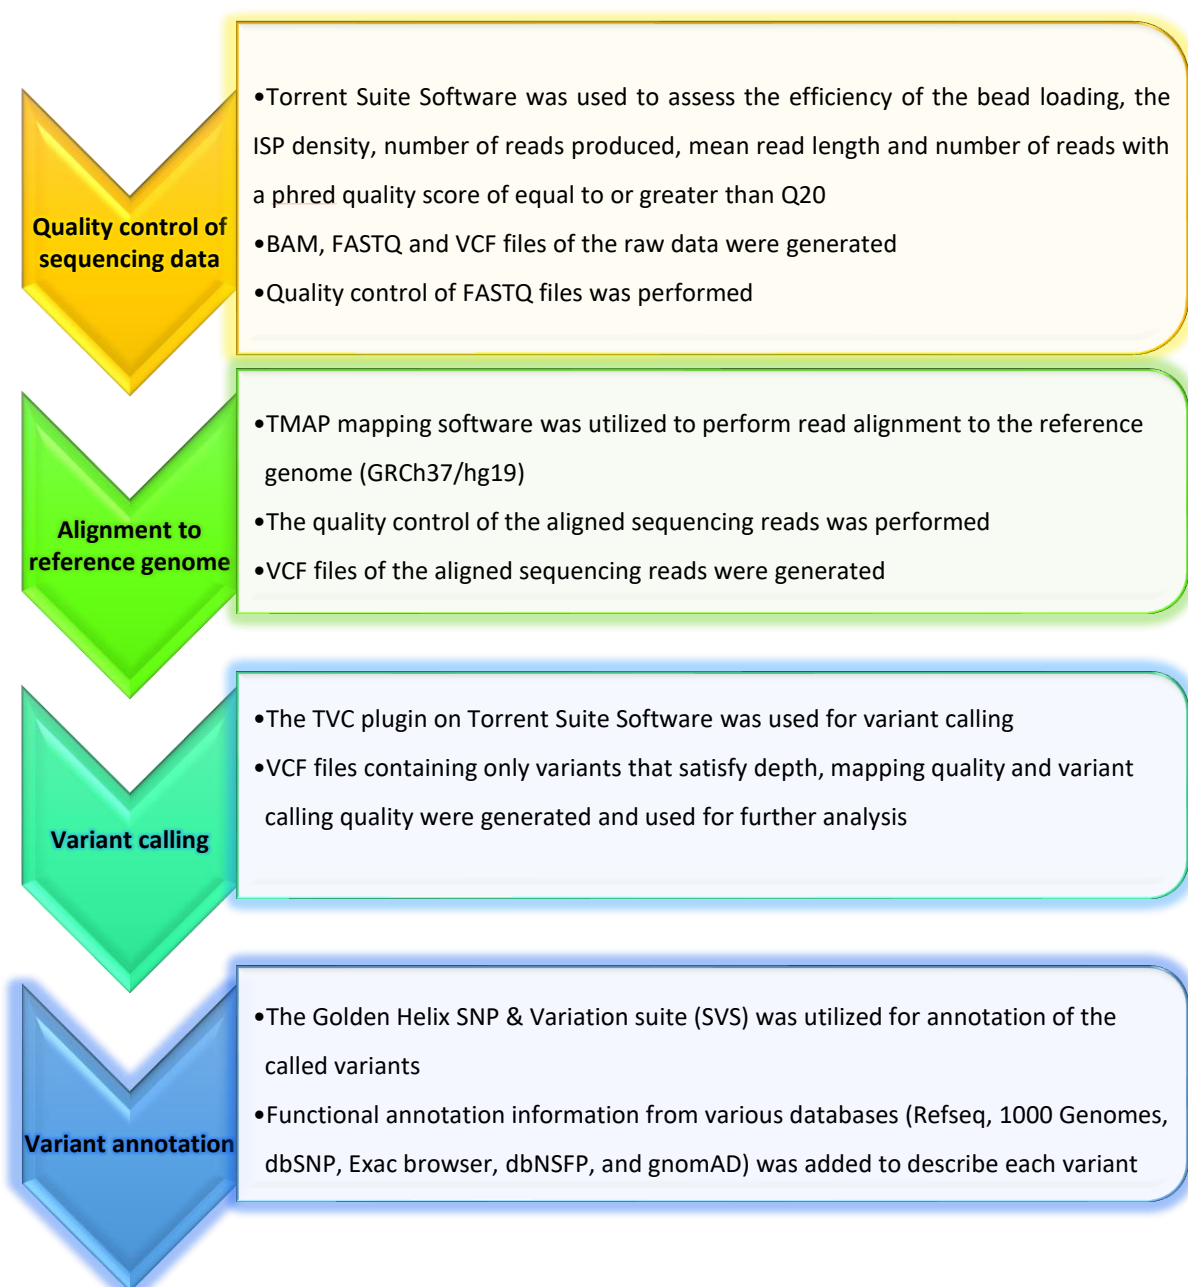 Quality control of
sequencing data
•Torrent Suite Software was used to assess the efficiency of the bead loading, the
ISP density, number of reads produced, mean read length and number of reads with
a phred quality score of equal to or greater than Q20
•BAM, FASTQ and VCF files of the raw data were generated
•Quality control of FASTQ files was performed
Alignment to
reference genome
•TMAP mapping software was utilized to perform read alignment to the reference
genome (GRCh37/hg19)
•The quality control of the aligned sequencing reads was performed
•VCF files of the aligned sequencing reads were generated
Variant calling
•The TVC plugin on Torrent Suite Software was used for variant calling
•VCF files containing only variants that satisfy depth, mapping quality and variant
calling quality were generated and used for further analysis
Variant annotation
•The Golden Helix SNP & Variation suite (SVS) was utilized for annotation of the
called variants
•Functional annotation information from various databases (Refseq, 1000 Genomes,
dbSNP, Exac browser, dbNSFP, and gnomAD) was added to describe each variant